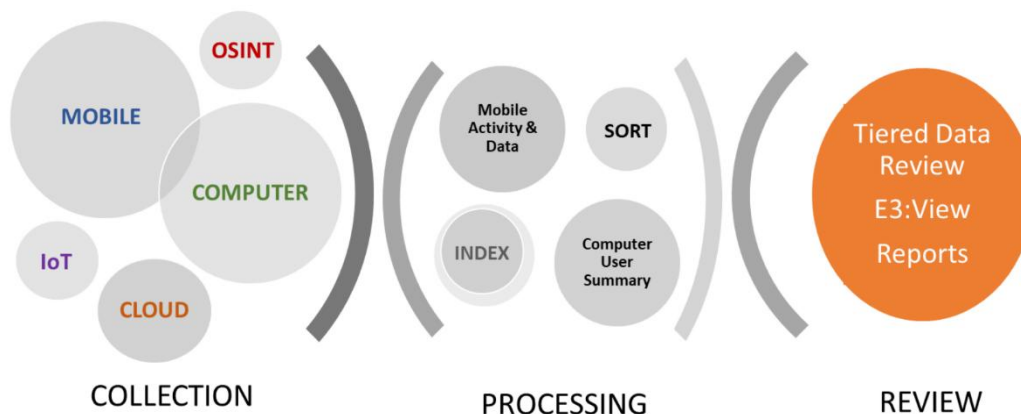 OSINT
MOBILE
COMPUTER
IoT
CLOUD
COLLECTION
Mobile
Activity &
Data
SORT
INDEX
Computer
User
Summary
PROCESSING
Tiered Data
Review
E3:View
Reports
REVIEW